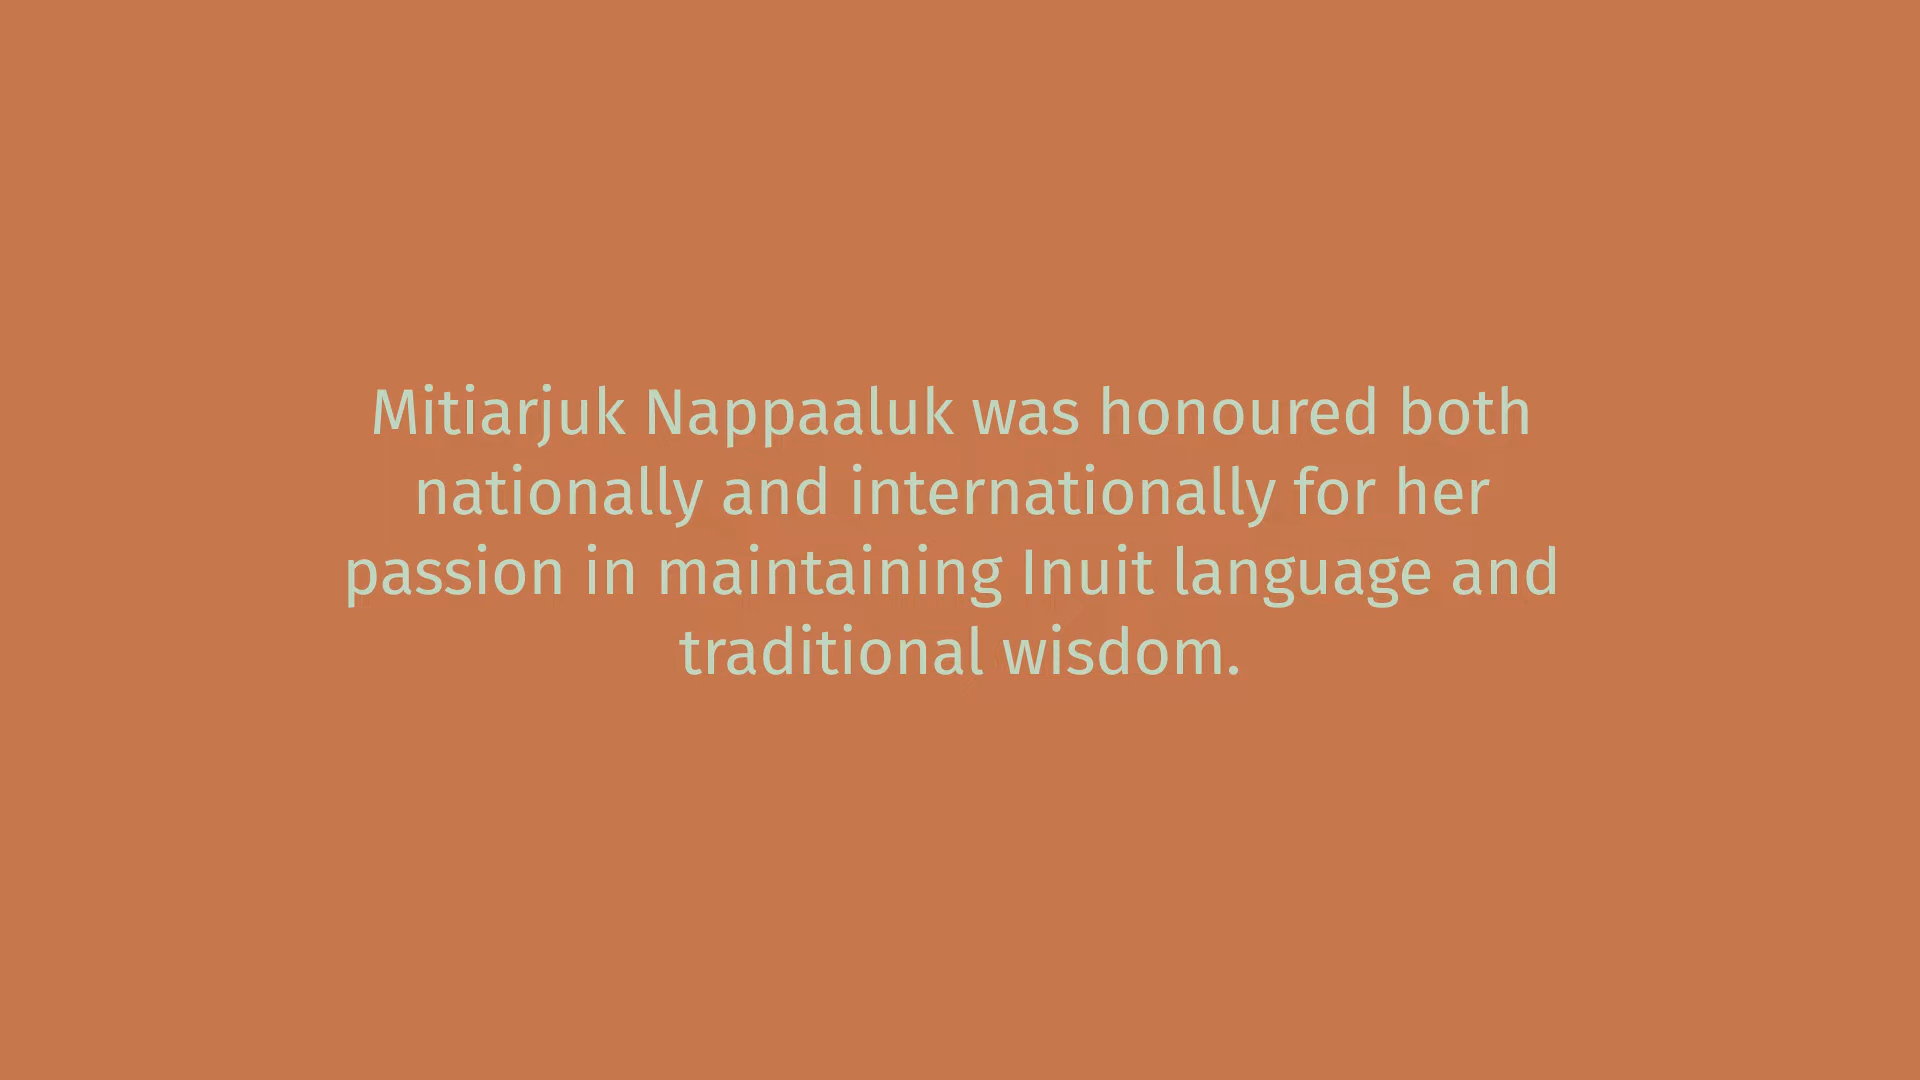 Mitiarjuk Nappaaluk was honoured both
nationally and internationally for her
passion in maintaining Inuit language and
traditional wisdom.